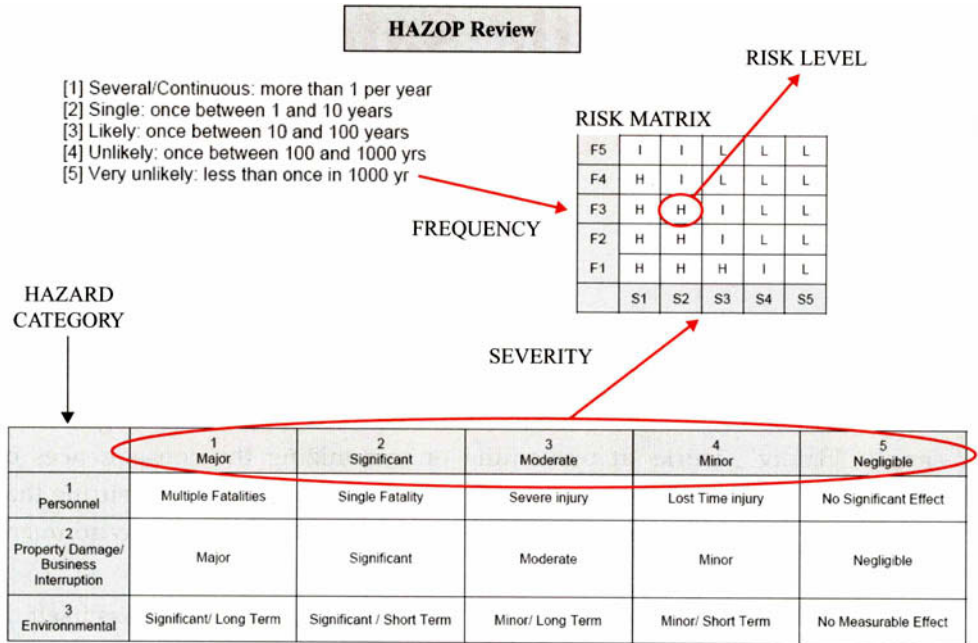 HAZOP Review
[1] Several/Continuous: more than 1 per year
[2] Single: once between 1 and 10 years
[3] Likely: once between 10 and 100 years
[4] Unlikely: once between 100 and 1000 yrs
[5] Very unlikely: less than once in 1000 yr
RISK LEVEL
RISK MATRIX
F5 I I L L L
F4 H I L L L
F3 H H I L L
F2 H H I L L
F1 H H H I L
S1 S2 S3 S4 S5
FREQUENCY
HAZARD
CATEGORY
SEVERITY
1 2 3 4 5
Major Significant Moderate Minor Negligible
1
Personnel
Multiple Fatalities Single Fatality Severe injury Lost Time injury No Significant Effect
2
Property Damage/
Business
Interruption
Major Significant Moderate Minor Negligible
3
Environnmental
Significant/ Long Term Significant / Short Term Minor/ Long Term Minor/ Short Term No Measurable Effect